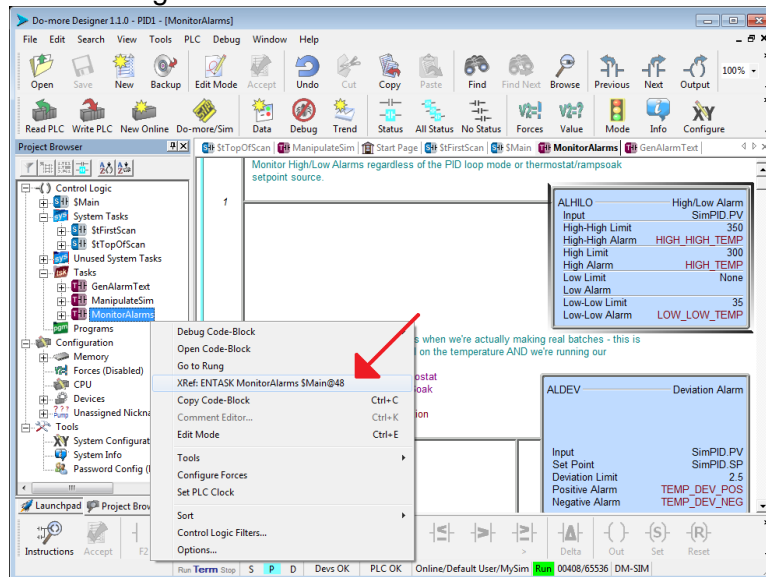 Do-more Designer 1.1.0 - PID1 - [MonitorAlarms]
File Edit Search View Tools PLC Debug Window Help
Open Save New Backup Edit Mode Accept Undo Cut Copy Paste Find Find Next Browse Previous Next Output 100%
Read PLC Write PLC New Online Do-more/Sim Data Debug Trend Status All Status No Status Forces Value Mode Info Configure
Project Browser
$tTopOfScan ManipulateSim Start Page $tFirstScan $Main MonitorAlarms GenAlarmText
Monitor High/Low Alarms regardless of the PID loop mode or thermostat/rampsoak
setpoint source.
1
Control Logic
$Main
System Tasks
$tFirstScan
$tTopOfScan
Unused System Tasks
Tasks
GenAlarmText
ManipulateSim
MonitorAlarms
Programs
Configuration
Memory
Forces (Disabled)
CPU
Devices
Unassigned Nickna
Tools
System Configurat
System Info
Password Config (
Launchpad Project Brow
ALHILO High/Low Alarm
Input SimPID.PV
High-High Limit 350
High-High Alarm HIGH_HIGH_TEMP
High Limit 300
High Alarm HIGH_TEMP
Low Limit None
Low Alarm
Low-Low Limit 35
Low-Low Alarm LOW_LOW_TEMP
Debug Code-Block
Open Code-Block
Go to Rung
XRef: ENTASK MonitorAlarms $Main@48
Copy Code-Block Ctrl+C
Comment Editor... Ctrl+K
Edit Mode Ctrl+E
Tools
Configure Forces
Set PLC Clock
Sort
Control Logic Filters...
Options...
s when we're actually making real batches - this is
on the temperature AND we're running our
ostat
oak
ion
ALDEV Deviation Alarm
Input SimPID.PV
Set Point SimPID.SP
Deviation Limit 2.5
Positive Alarm TEMP_DEV_POS
Negative Alarm TEMP_DEV_NEG
Instructions Accept F2 > Delta Out Set Reset
Run Term Stop S P D Devs OK PLC OK Online/Default User/MySim Run 00408/65536 DM-SIM